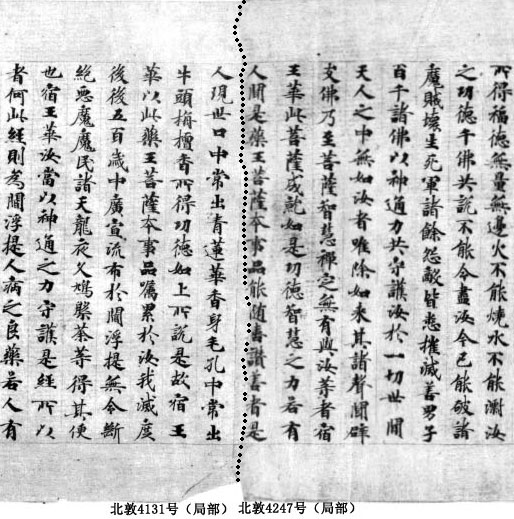 所得福德無量無邊火不能燒水不能汝
之功德千佛共說不能令盡汝今已能破諸
魔賊壞生死軍諸餘怨敵皆悉摧滅善男子
百千諸佛以神通力共守護汝於一切世間
天人之中無如汝者唯除如來其諸聲聞辟
支佛乃至菩薩智慧禪定無有與汝等者宿
王華此菩薩成就如是功德智慧之力若有
人聞是藥王菩薩本事品能隨喜讚善者是
人現世口中常出青蓮華香身毛孔中常出
牛頭栴檀香所得功德如上所說是故宿王
華以此藥王菩薩本事品囑累於汝我滅度
後後五百歲中廣宣流布於閻浮提無令斷
絕惡魔魔民諸天龍夜叉鳩槃荼等得其便
也宿王華汝當以神通之力守護是經所以
者何此經則為閻浮提人病之良藥若人有
北敦4131号（局部）
北敦4247号（局部）